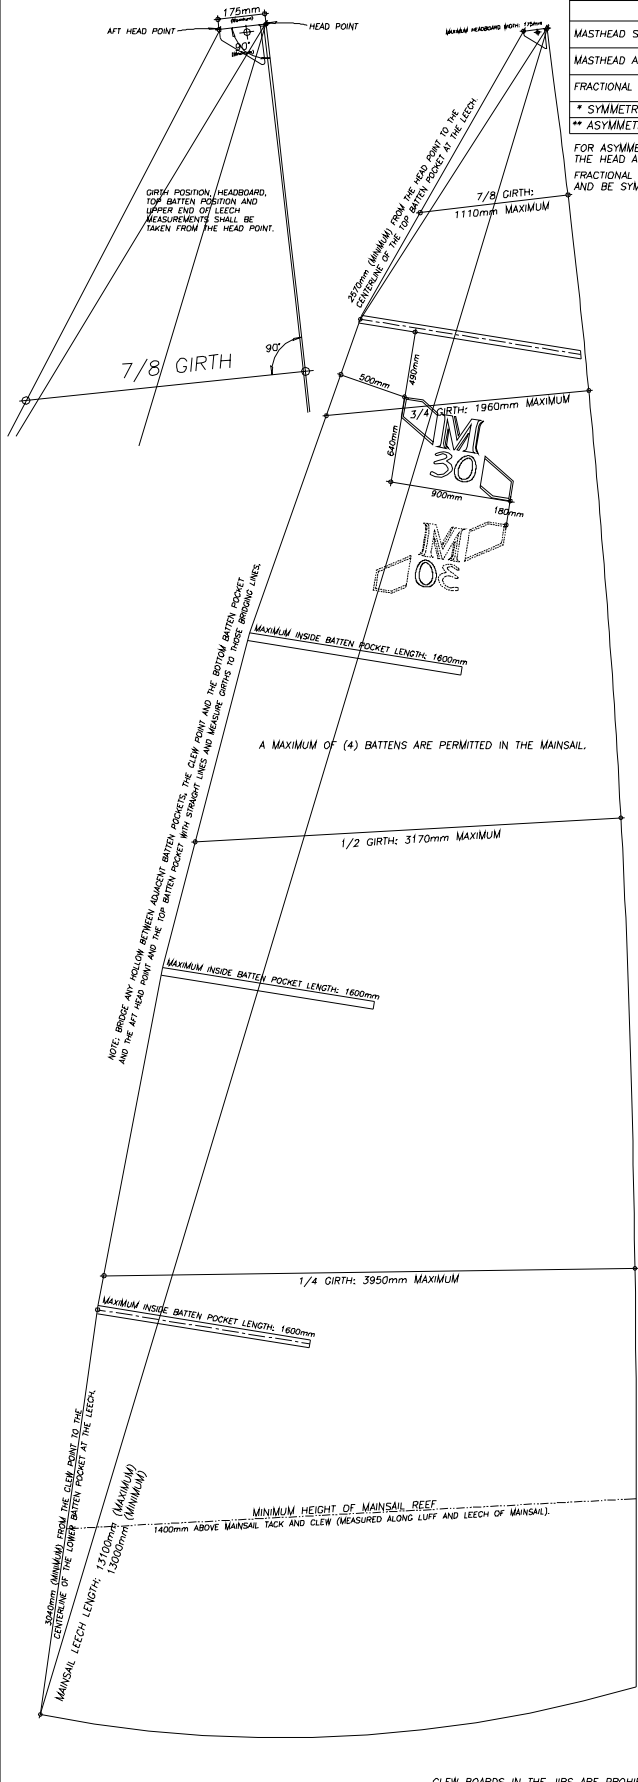 175mm
(Maximum)
AFT HEAD POINT
HEAD POINT
90°
(Maximum)
GIRTH POSITION, HEADBOARD,
TOP BATTEN POSITION AND
UPPER END OF LEECH
MEASUREMENTS SHALL BE
TAKEN FROM THE HEAD POINT.
7/8 GIRTH
90°
MAXIMUM HEADBOARD WIDTH: 175mm
MASTHEAD S
MASTHEAD A
FRACTIONAL
* SYMMETR
** ASYMMET
FOR ASYMME
THE HEAD A
FRACTIONAL
AND BE SYM
2570mm (MINIMUM) FROM THE HEAD POINT TO THE
CENTERLINE OF THE TOP BATTEN POCKET AT THE LEECH.
7/8 GIRTH:
1110mm MAXIMUM
490mm
500mm
3/4 GIRTH: 1960mm MAXIMUM
640mm
M
30
900mm
180mm
M
30
MAXIMUM INSIDE BATTEN POCKET LENGTH: 1600mm
NOTE: BRIDGE ANY HOLLOW BETWEEN ADJACENT BATTEN POCKETS, THE CLEW POINT AND THE BOTTOM BATTEN POCKET
AND THE AFT HEAD POINT AND THE TOP BATTEN POCKET WITH STRAIGHT LINES AND MEASURE GIRTHS TO THOSE BRIDGING LINES.
A MAXIMUM OF (4) BATTENS ARE PERMITTED IN THE MAINSAIL.
1/2 GIRTH: 3170mm MAXIMUM
MAXIMUM INSIDE BATTEN POCKET LENGTH: 1600mm
1/4 GIRTH: 3950mm MAXIMUM
MAXIMUM INSIDE BATTEN POCKET LENGTH: 1600mm
3040mm (MINIMUM) FROM THE CLEW POINT TO THE
CENTERLINE OF THE LOWER BATTEN POCKET AT THE LEECH.
MAINSAIL LEECH LENGTH: 13100mm (MAXIMUM)
13000mm (MINIMUM)
MINIMUM HEIGHT OF MAINSAIL REEF
1400mm ABOVE MAINSAIL TACK AND CLEW (MEASURED ALONG LUFF AND LEECH OF MAINSAIL).
CLEW BOARDS IN THE JIBS ARE PROHI